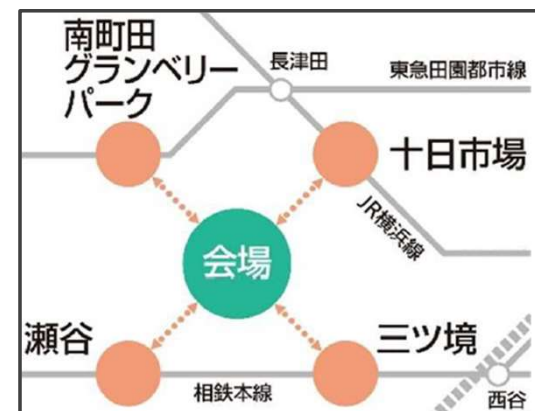 南町田
グランベリー
パーク
長津田
東急田園都市線
十日市場
JR横浜線
会場
瀬谷
三ツ境
相鉄本線
西谷